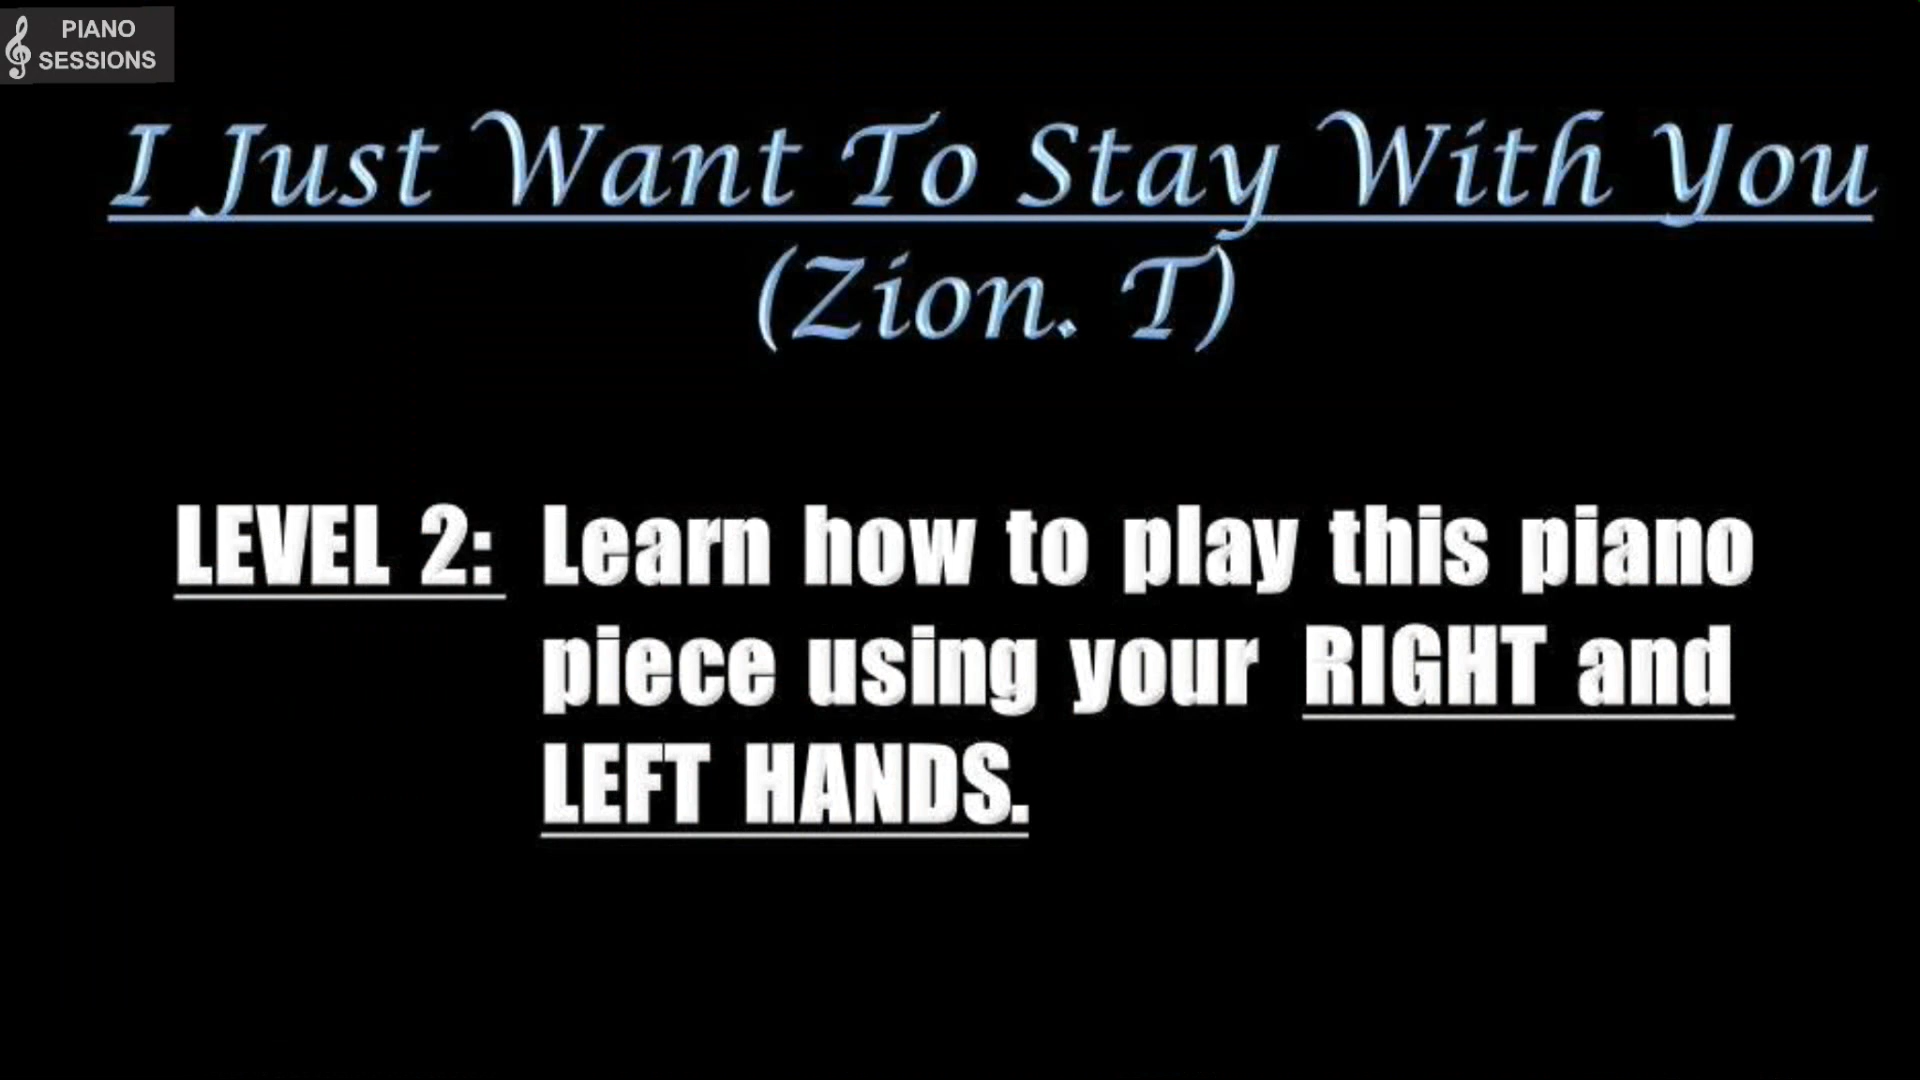 PIANO
SESSIONS
I Just Want To Stay With You
(Zion. T)
LEVEL 2: Learn how to play this piano
piece using your RIGHT and
LEFT HANDS.